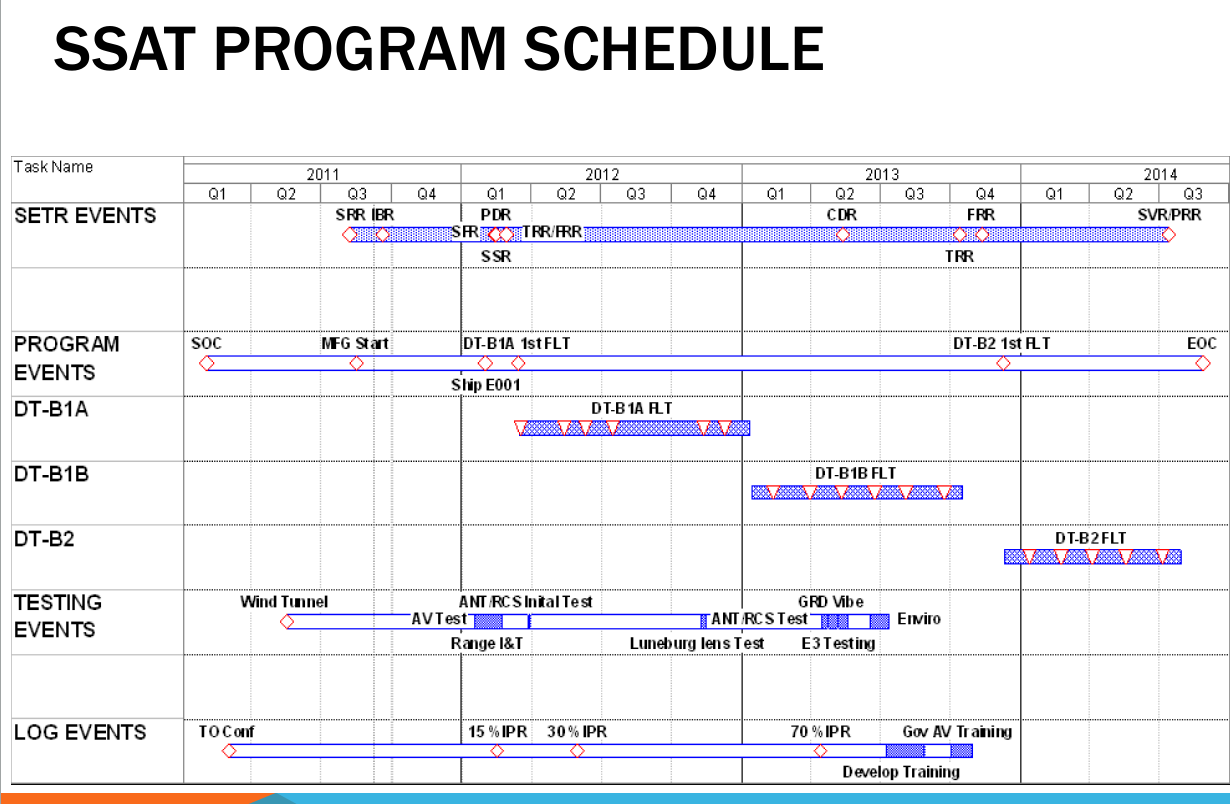 SSAT PROGRAM SCHEDULE
Task Name
2011 2012 2013 2014
Q1 Q2 Q3 Q4 Q1 Q2 Q3 Q4 Q1 Q2 Q3 Q4 Q1 Q2 Q3
SETR EVENTS
SRR IBR PDR CDR FRR SVR/PRR
SFR TRR/FRR
SSR TRR
PROGRAM
EVENTS
SOC MFG Start DT-B1A 1st FLT DT-B2 1st FLT EOC
Ship E001
DT-B1A
DT-B1A FLT
DT-B1B
DT-B1B FLT
DT-B2
DT-B2 FLT
TESTING
EVENTS
Wind Tunnel ANT/RCS Inital Test GRD Vibe
AV Test ANT/RCS Test Enviro
Range I&T Luneburg lens Test E3 Testing
LOG EVENTS
TO Conf 15 % IPR 30 % IPR 70 % IPR Gov AV Training
Develop Training